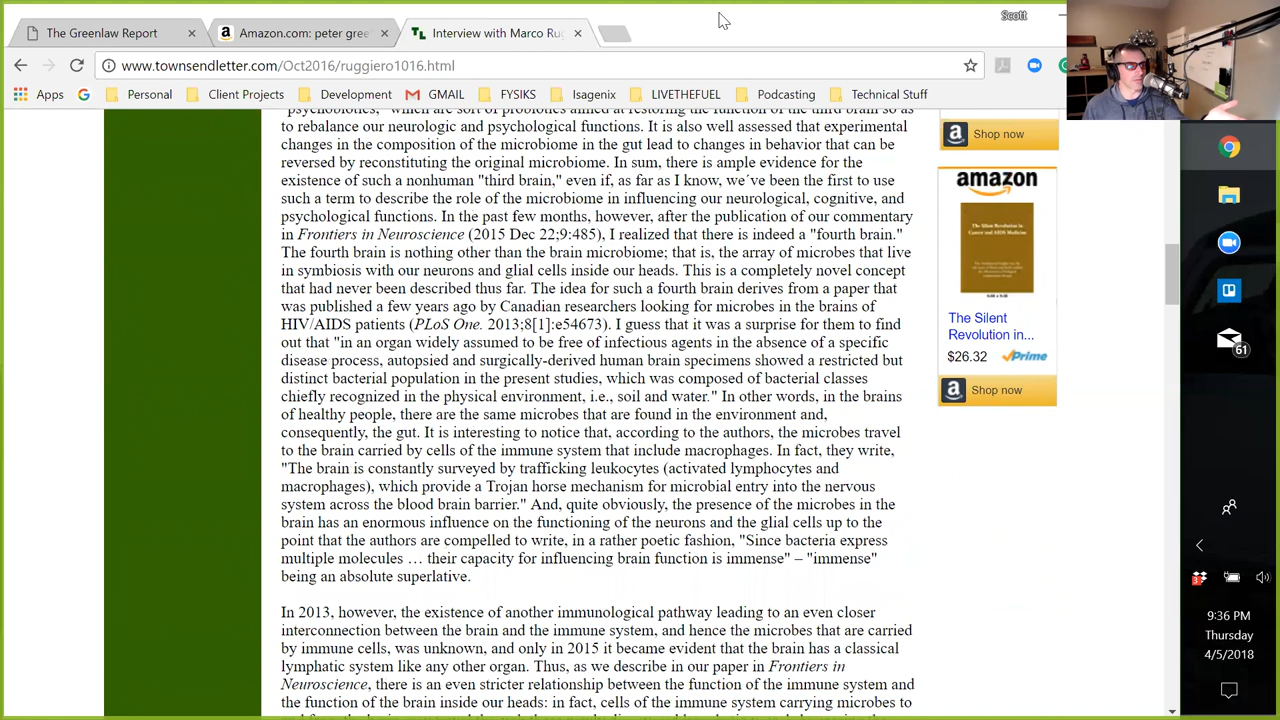 Scott
The Greenlaw Report
Amazon.com: peter gree
Interview with Marco Rug
www.townsendletter.com/Oct2016/ruggiero1016.html
Apps
Personal
Client Projects
Development
XFL
FYSIKS
Isagenix
LIVETHEFUEL
Podcasting
Technical Stuff
to rebalance our neurologic and psychological functions. It is also well assessed that experimental
changes in the composition of the microbiome in the gut lead to changes in behavior that can be
reversed by reconstituting the original microbiome. In sum, there is ample evidence for the
existence of such a nonhuman "third brain," even if, as far as I know, we´ve been the first to use
such a term to describe the role of the microbiome in influencing our neurological, cognitive, and
psychological functions. In the past few months, however, after the publication of our commentary
in Frontiers in Neuroscience (2015 Dec 22;9:485), I realized that there is indeed a "fourth brain."
The fourth brain is nothing other than the brain microbiome; that is, the array of microbes that live
in symbiosis with our neurons and glial cells inside our heads. This is a completely novel concept
that had never been described thus far. The idea for such a fourth brain derives from a paper that
was published a few years ago by Canadian researchers looking for microbes in the brains of
HIV/AIDS patients (PLoS One. 2013;8[1]:e54673). I guess that it was a surprise for them to find
out that "in an organ widely assumed to be free of infectious agents in the absence of a specific
disease process, autopsied and surgically-derived human brain specimens showed a restricted but
distinct bacterial population in the present studies, which was composed of bacterial classes
chiefly recognized in the physical environment, i.e., soil and water." In other words, in the brains
of healthy people, there are the same microbes that are found in the environment and,
consequently, the gut. It is interesting to notice that, according to the authors, the microbes travel
to the brain carried by cells of the immune system that include macrophages. In fact, they write,
"The brain is constantly surveyed by trafficking leukocytes (activated lymphocytes and
macrophages), which provide a Trojan horse mechanism for microbial entry into the nervous
system across the blood brain barrier." And, quite obviously, the presence of the microbes in the
brain has an enormous influence on the functioning of the neurons and the glial cells up to the
point that the authors are compelled to write, in a rather poetic fashion, "Since bacteria express
multiple molecules … their capacity for influencing brain function is immense" – "immense"
being an absolute superlative.
In 2013, however, the existence of another immunological pathway leading to an even closer
interconnection between the brain and the immune system, and hence the microbes that are carried
by immune cells, was unknown, and only in 2015 it became evident that the brain has a classical
lymphatic system like any other organ. Thus, as we describe in our paper in Frontiers in
Neuroscience, there is an even stricter relationship between the function of the immune system and
the function of the brain inside our heads: in fact, cells of the immune system carrying microbes to
Shop now
amazon
The Silent
Revolution in...
$26.32
Prime
Shop now
61
3
9:36 PM
Thursday
4/5/2018